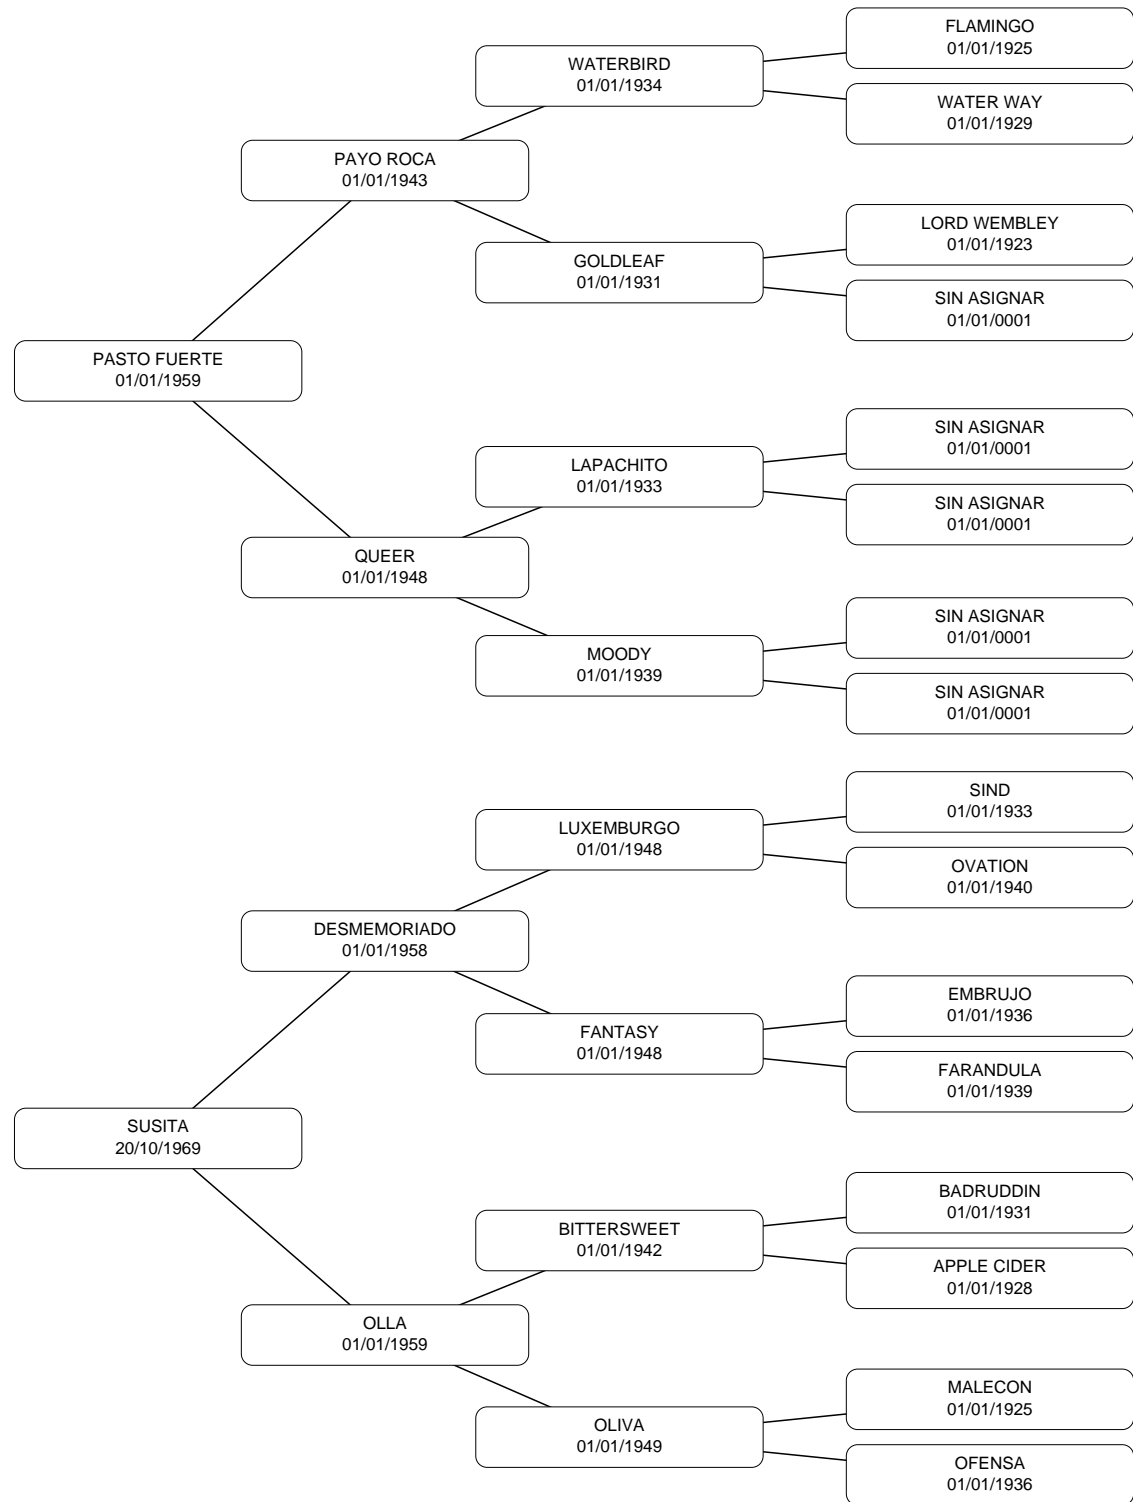 FLAMINGO
01/01/1925
WATERBIRD
01/01/1934
WATER WAY
01/01/1929
PAYO ROCA
01/01/1943
LORD WEMBLEY
01/01/1923
GOLDLEAF
01/01/1931
SIN ASIGNAR
01/01/0001
PASTO FUERTE
01/01/1959
SIN ASIGNAR
01/01/0001
LAPACHITO
01/01/1933
SIN ASIGNAR
01/01/0001
QUEER
01/01/1948
SIN ASIGNAR
01/01/0001
MOODY
01/01/1939
SIN ASIGNAR
01/01/0001
SIND
01/01/1933
LUXEMBURGO
01/01/1948
OVATION
01/01/1940
DESMEMORIADO
01/01/1958
EMBRUJO
01/01/1936
FANTASY
01/01/1948
FARANDULA
01/01/1939
SUSITA
20/10/1969
BADRUDDIN
01/01/1931
BITTERSWEET
01/01/1942
APPLE CIDER
01/01/1928
OLLA
01/01/1959
MALECON
01/01/1925
OLIVA
01/01/1949
OFENSA
01/01/1936